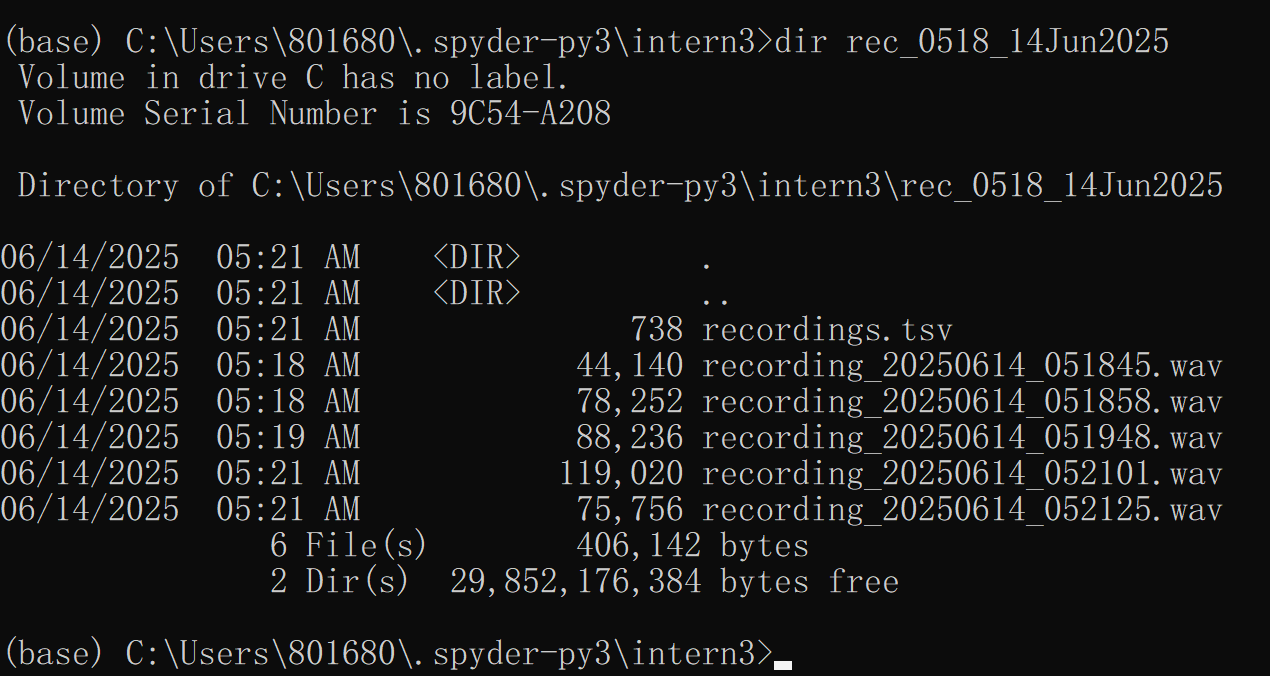 (base) C:\Users\801680\.spyder-py3\intern3>dir rec_0518_14Jun2025
 Volume in drive C has no label.
 Volume Serial Number is 9C54-A208

 Directory of C:\Users\801680\.spyder-py3\intern3\rec_0518_14Jun2025

06/14/2025  05:21 AM    <DIR>          .
06/14/2025  05:21 AM    <DIR>          ..
06/14/2025  05:21 AM               738 recordings.tsv
06/14/2025  05:18 AM            44,140 recording_20250614_051845.wav
06/14/2025  05:18 AM            78,252 recording_20250614_051858.wav
06/14/2025  05:19 AM            88,236 recording_20250614_051948.wav
06/14/2025  05:21 AM           119,020 recording_20250614_052101.wav
06/14/2025  05:21 AM            75,756 recording_20250614_052125.wav
               6 File(s)        406,142 bytes
               2 Dir(s)  29,852,176,384 bytes free

(base) C:\Users\801680\.spyder-py3\intern3>